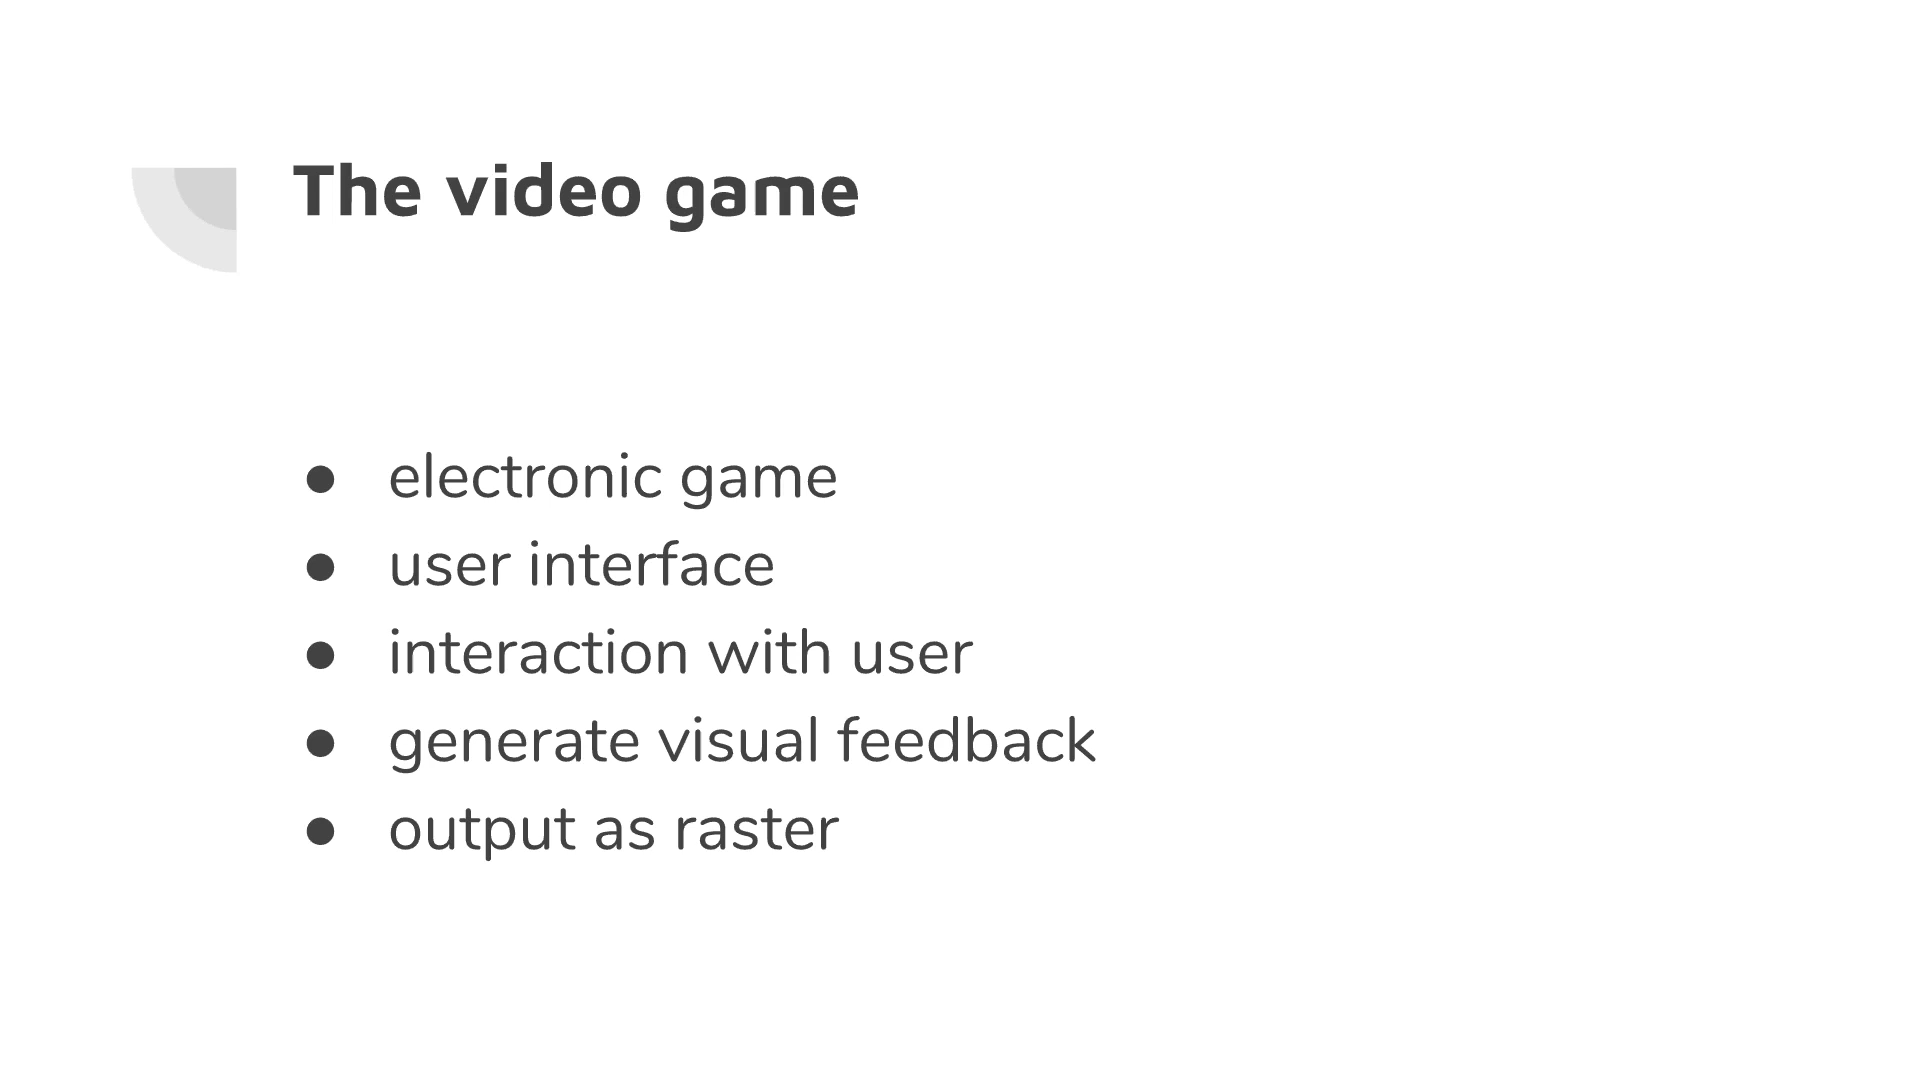 The video game
● electronic game
● user interface
● interaction with user
● generate visual feedback
● output as raster